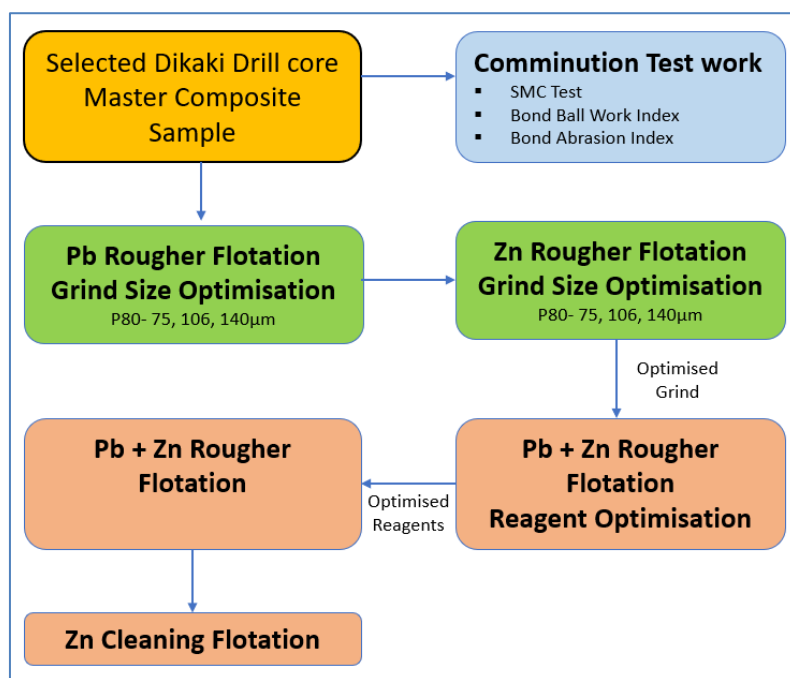 Selected Dikaki Drill core
Master Composite
Sample
Comminution Test work
▪ SMC Test
▪ Bond Ball Work Index
▪ Bond Abrasion Index
Pb Rougher Flotation
Grind Size Optimisation
P80- 75, 106, 140µm
Zn Rougher Flotation
Grind Size Optimisation
P80- 75, 106, 140µm
Optimised
Grind
Pb + Zn Rougher
Flotation
Reagent Optimisation
Optimised
Reagents
Pb + Zn Rougher
Flotation
Zn Cleaning Flotation